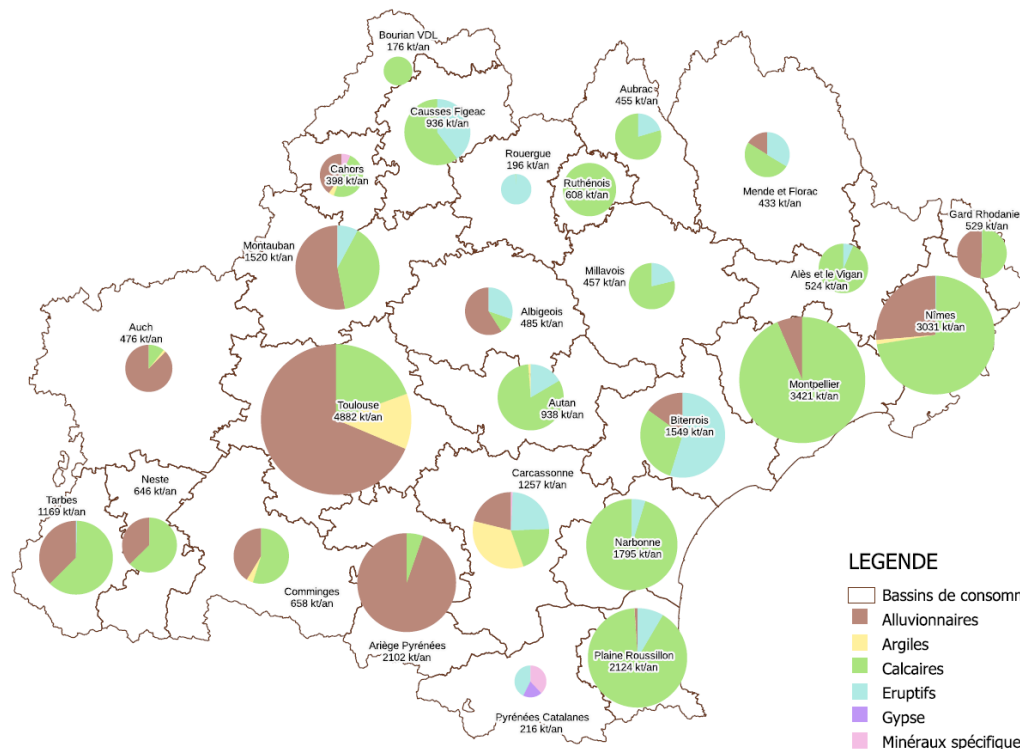 Bourian VDL
176 kt/an
Causses Figeac
936 kt/an
Aubrac
455 kt/an
Cahors
398 kt/an
Rouergue
196 kt/an
Ruthénois
608 kt/an
Mende et Florac
433 kt/an
Gard Rhodanie
529 kt/an
Montauban
1520 kt/an
Millavois
457 kt/an
Alès et le Vigan
524 kt/an
Albigeois
485 kt/an
Nîmes
3031 kt/an
Auch
476 kt/an
Toulouse
4882 kt/an
Autan
938 kt/an
Montpellier
3421 kt/an
Biterrois
1549 kt/an
Carcassonne
1257 kt/an
Neste
646 kt/an
Tarbes
1169 kt/an
Narbonne
1795 kt/an
Comminges
658 kt/an
Ariège Pyrénées
2102 kt/an
Plaine Roussillon
2124 kt/an
Pyrénées Catalanes
216 kt/an
LEGENDE
Bassins de consomm
Alluvionnaires
Argiles
Calcaires
Eruptifs
Gypse
Minéraux spécifique